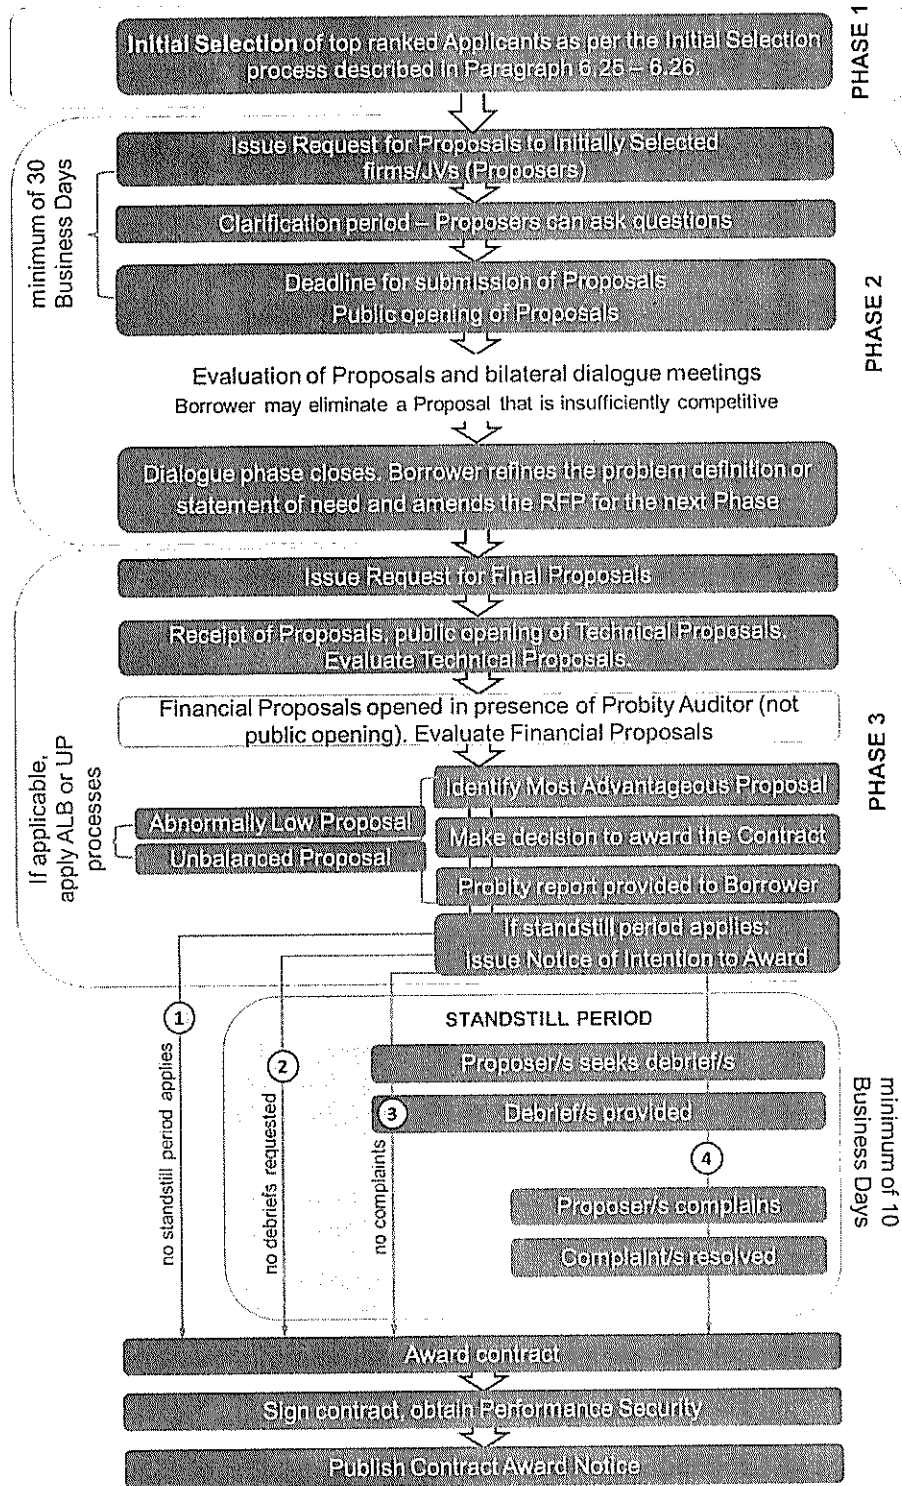 Initial Selection of top ranked Applicants as per the Initial Selection
process described in Paragraph 6.25 – 6.26.
PHASE 1
Issue Request for Proposals to Initially Selected
firms/JVs (Proposers)
Clarification period – Proposers can ask questions
minimum of 30
Business Days
Deadline for submission of Proposals
Public opening of Proposals
PHASE 2
Evaluation of Proposals and bilateral dialogue meetings
Borrower may eliminate a Proposal that is insufficiently competitive
Dialogue phase closes. Borrower refines the problem definition or
statement of need and amends the RFP for the next Phase
Issue Request for Final Proposals
Receipt of Proposals, public opening of Technical Proposals.
Evaluate Technical Proposals.
Financial Proposals opened in presence of Probity Auditor (not
public opening). Evaluate Financial Proposals
PHASE 3
Identify Most Advantageous Proposal
If applicable,
apply ALB or UP
processes
Abnormally Low Proposal
Unbalanced Proposal
Make decision to award the Contract
Probity report provided to Borrower
If standstill period applies:
Issue Notice of Intention to Award
1
no standstill period applies
2
no debriefs requested
3
no complaints
4
STANDSTILL PERIOD
Proposer/s seeks debrief/s
Debrief/s provided
Proposer/s complains
Complaint/s resolved
minimum of 10
Business Days
Award contract
Sign contract, obtain Performance Security
Publish Contract Award Notice